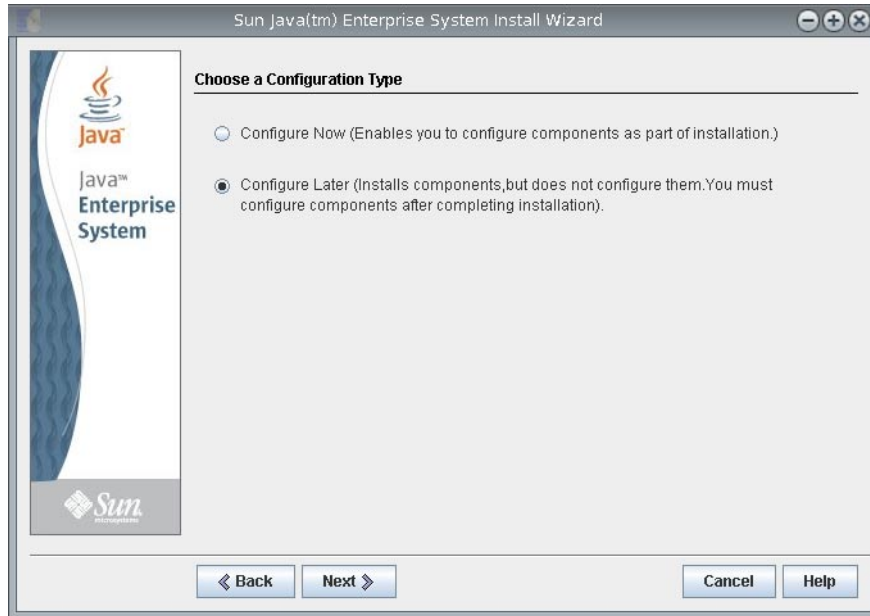 Sun Java(tm) Enterprise System Install Wizard
Choose a Configuration Type
Configure Now (Enables you to configure components as part of installation.)
Configure Later (Installs components,but does not configure them.You must
configure components after completing installation).
Java™
Java™
Enterprise
System
Sun
microsystems
Back
Next
Cancel
Help